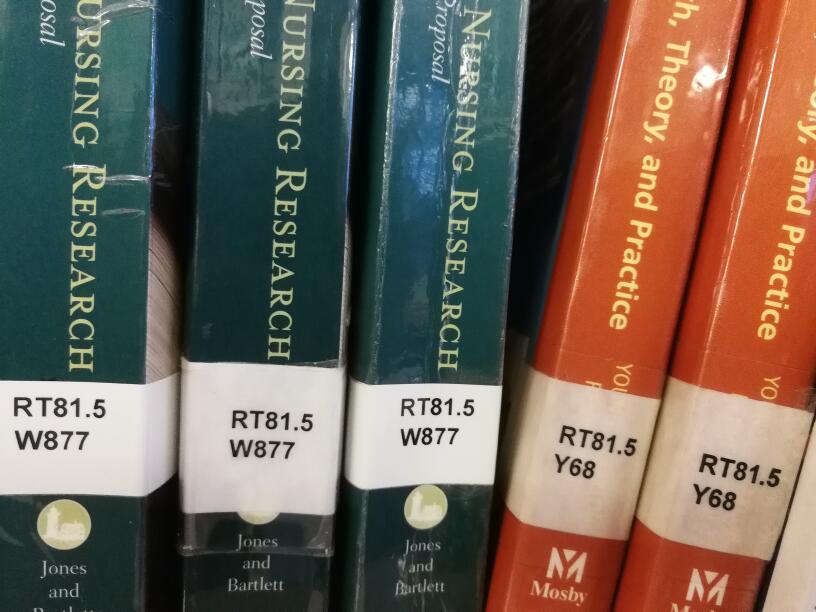 NURSING RESEARCH
RT81.5
W877
Jones
and
NURSING RESEARCH
RT81.5
W877
Jones
and
Bartlett
NURSING RESEARCH
Proposal
RT81.5
W877
Jones
and
Bartlett
Theory, and Practice
RT81.5
Y68
Mosby
and Practice
RT81.5
Y68